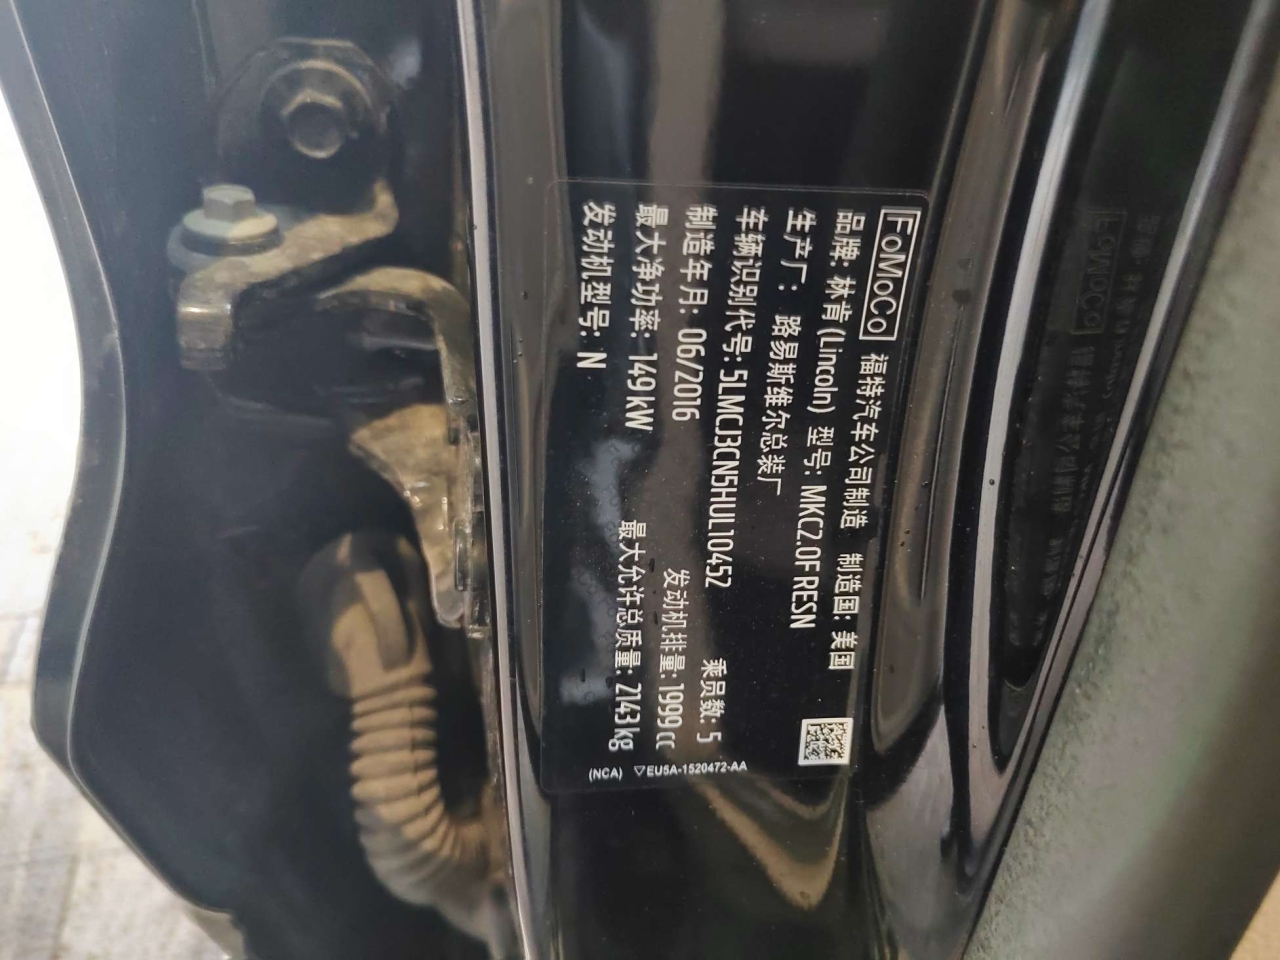 FoMoCo 福特汽车公司制造 制造国: 美国
品牌: 林肯 (Lincoln) 型号: MKC2.0F RESN
生产厂: 路易斯维尔总装厂
车辆识别代号: 5LMCJ3CN5HUL10457 乘员数: 5
制造年月: 06/2016 发动机排量: 1999 cc
最大净功率: 149 kW 最大允许总质量: 2143 kg
发动机型号: N
(NCA) ▽EU5A-1520472-AA